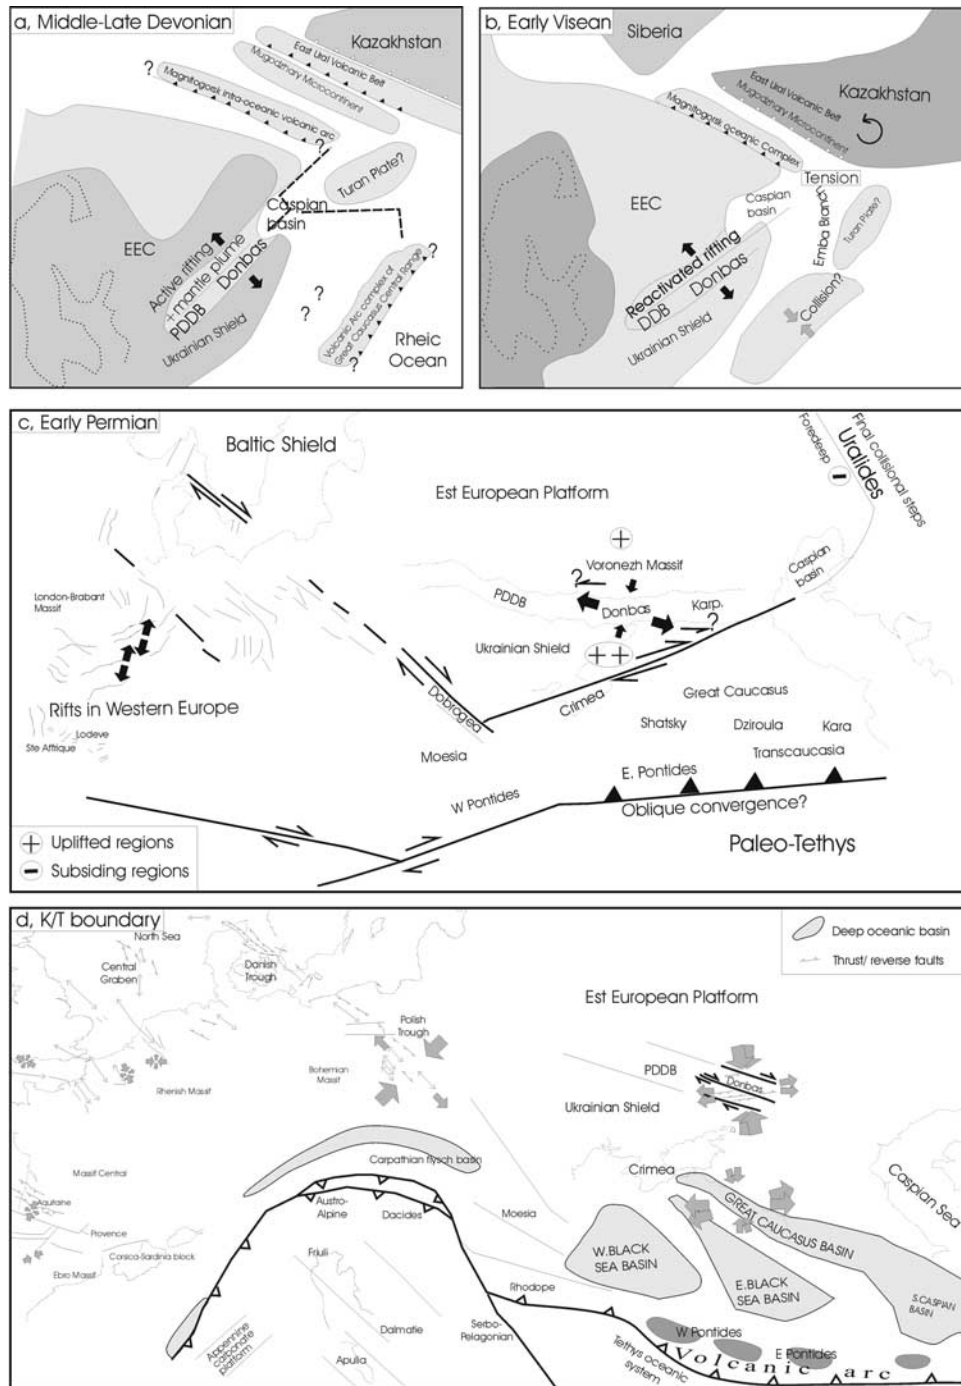 a, Middle-Late Devonian
Kazakhstan
East Ural Volcanic Belt
Mugodzhary Microcontinent
?
Magnitogorsk intra-oceanic volcanic arc
?
Turan Plate?
Caspian
basin
EEC
Active rifting
+mantle plume
PDDB
Donbas
Ukrainian Shield
?
?
?
Volcanic Arc complex of
Great Caucasus Central Range
?
Rheic
Ocean
b, Early Visean
Siberia
Kazakhstan
East Ural Volcanic Belt
Mugodzhary Microcontinent
Magnitogorsk oceanic Complex
Tension
EEC
Caspian
basin
Emba Branch
Turan Plate?
Reactivated rifting
DDB
Donbas
Ukrainian Shield
Collision?
c, Early Permian
Baltic Shield
Est European Platform
Foredeep
Uralides
Final collisional steps
Voronezh Massif
?
PDDB
Donbas
Karp.
?
Caspian
basin
London-Brabant
Massif
Ukrainian Shield
Rifts in Western Europe
Lodeve
Ste Affrique
Dobrogea
Crimea
Great Caucasus
Shatsky
Dziroula
Kara
Moesia
Transcaucasia
E. Pontides
W Pontides
Oblique convergence?
Paleo-Tethys
Uplifted regions
Subsiding regions
d, K/T boundary
North Sea
Central
Graben
Danish
Trough
Deep oceanic basin
Thrust/ reverse faults
Est European Platform
Polish
Trough
Bohemian
Massif
Rhenish Massif
PDDB
Donbas
Ukrainian Shield
Carpathian flysch basin
Crimea
Caspian Sea
Massif Central
Aquitaine
Provence
Corsica-Sardinia block
Ebro Massif
Austro-
Alpine
Dacides
Moesia
GREAT CAUCASUS BASIN
W.BLACK
SEA BASIN
E.BLACK
SEA BASIN
S.CASPIAN
BASIN
Friuli
Rhodope
Dalmatie
Serbo-
Pelagonian
Appennine
carbonate
platform
Apulia
Tethys oceanic
system
W Pontides
E Pontides
Volcanic arc